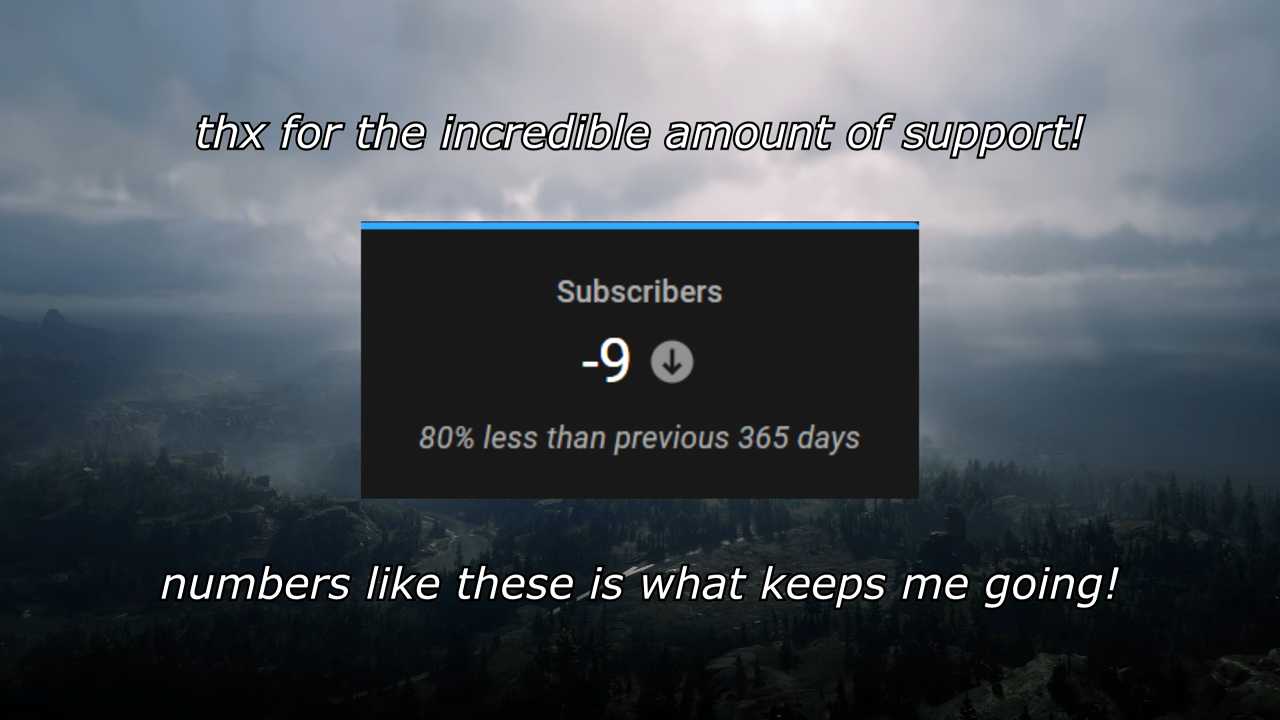 thx for the incredible amount of support!
Subscribers
-9
80% less than previous 365 days
numbers like these is what keeps me going!